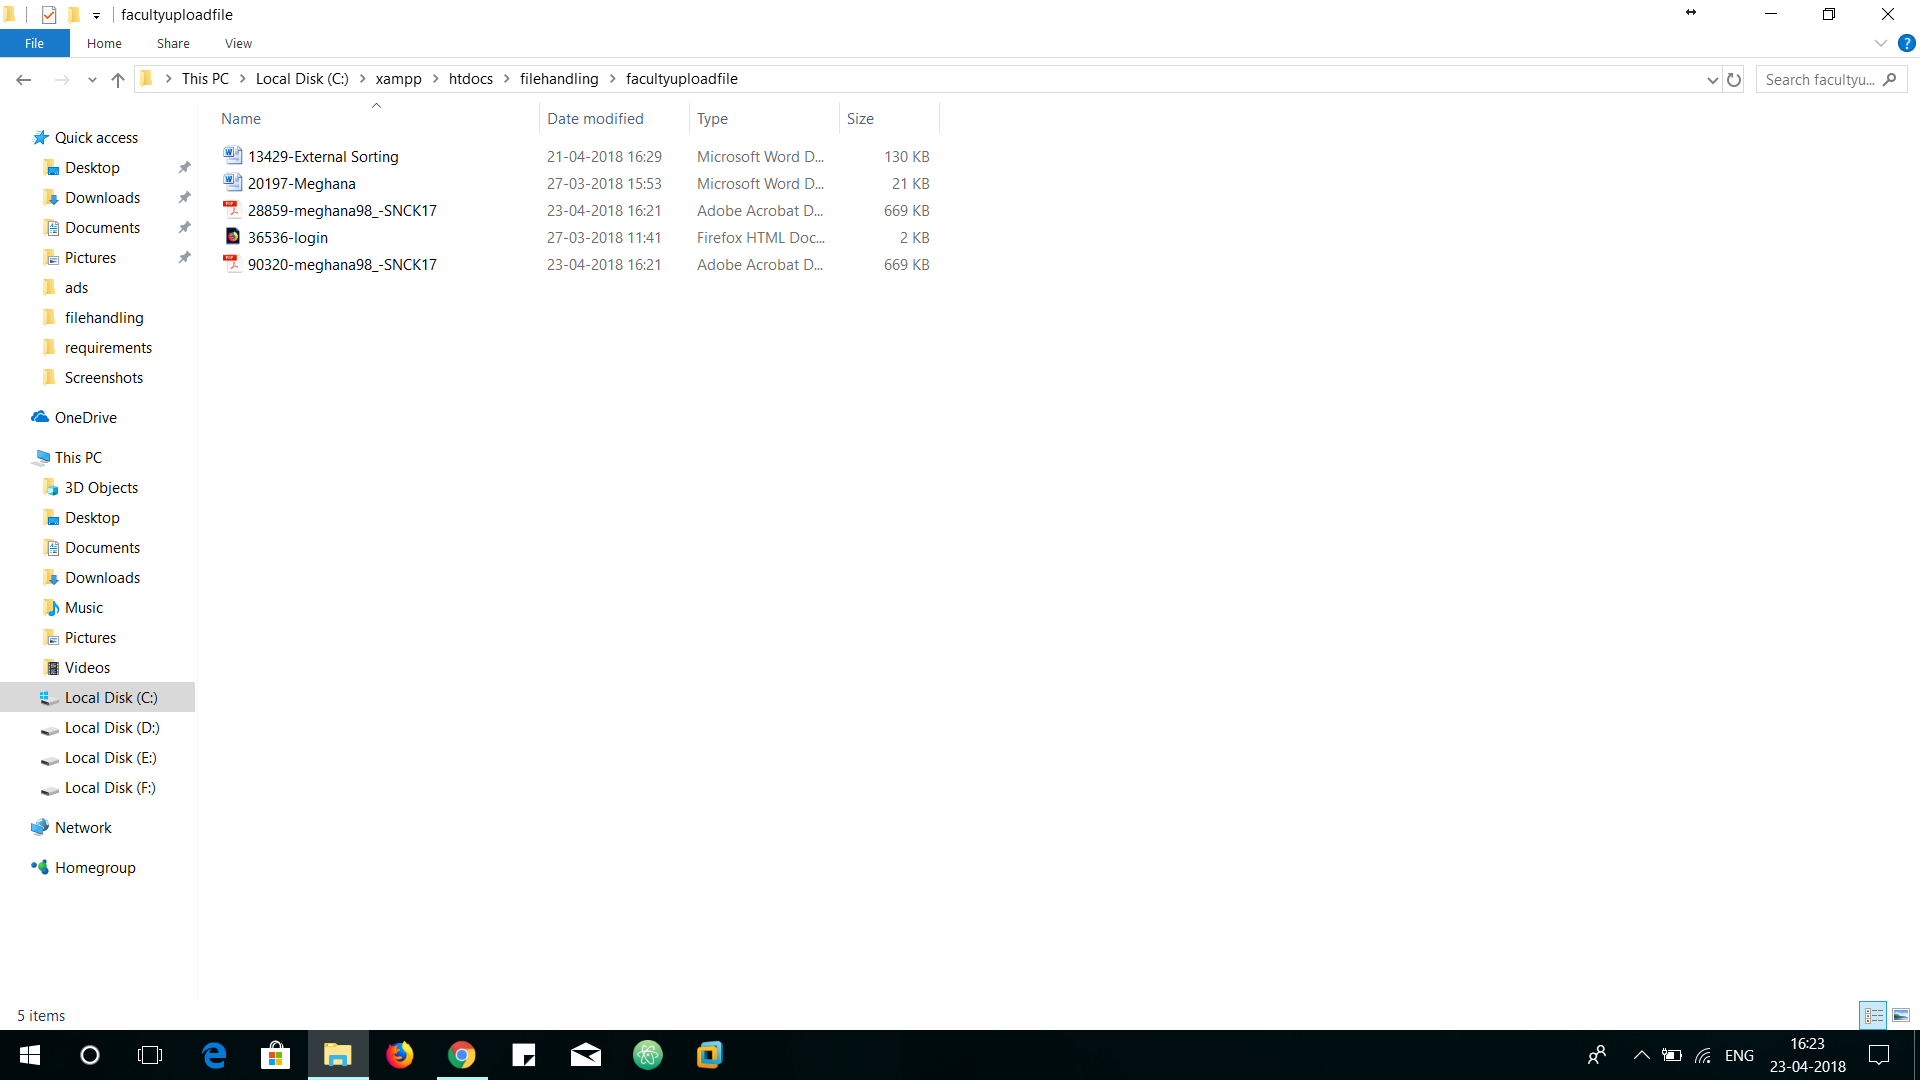 facultyuploadfile
File Home Share View
This PC Local Disk (C:) xampp htdocs filehandling facultyuploadfile
Search facultyu...
Name Date modified Type Size
13429-External Sorting 21-04-2018 16:29 Microsoft Word D... 130 KB
20197-Meghana 27-03-2018 15:53 Microsoft Word D... 21 KB
28859-meghana98_-SNCK17 23-04-2018 16:21 Adobe Acrobat D... 669 KB
36536-login 27-03-2018 11:41 Firefox HTML Doc... 2 KB
90320-meghana98_-SNCK17 23-04-2018 16:21 Adobe Acrobat D... 669 KB
Quick access
Desktop
Downloads
Documents
Pictures
ads
filehandling
requirements
Screenshots
OneDrive
This PC
3D Objects
Desktop
Documents
Downloads
Music
Pictures
Videos
Local Disk (C:)
Local Disk (D:)
Local Disk (E:)
Local Disk (F:)
Network
Homegroup
5 items
ENG
16:23
23-04-2018